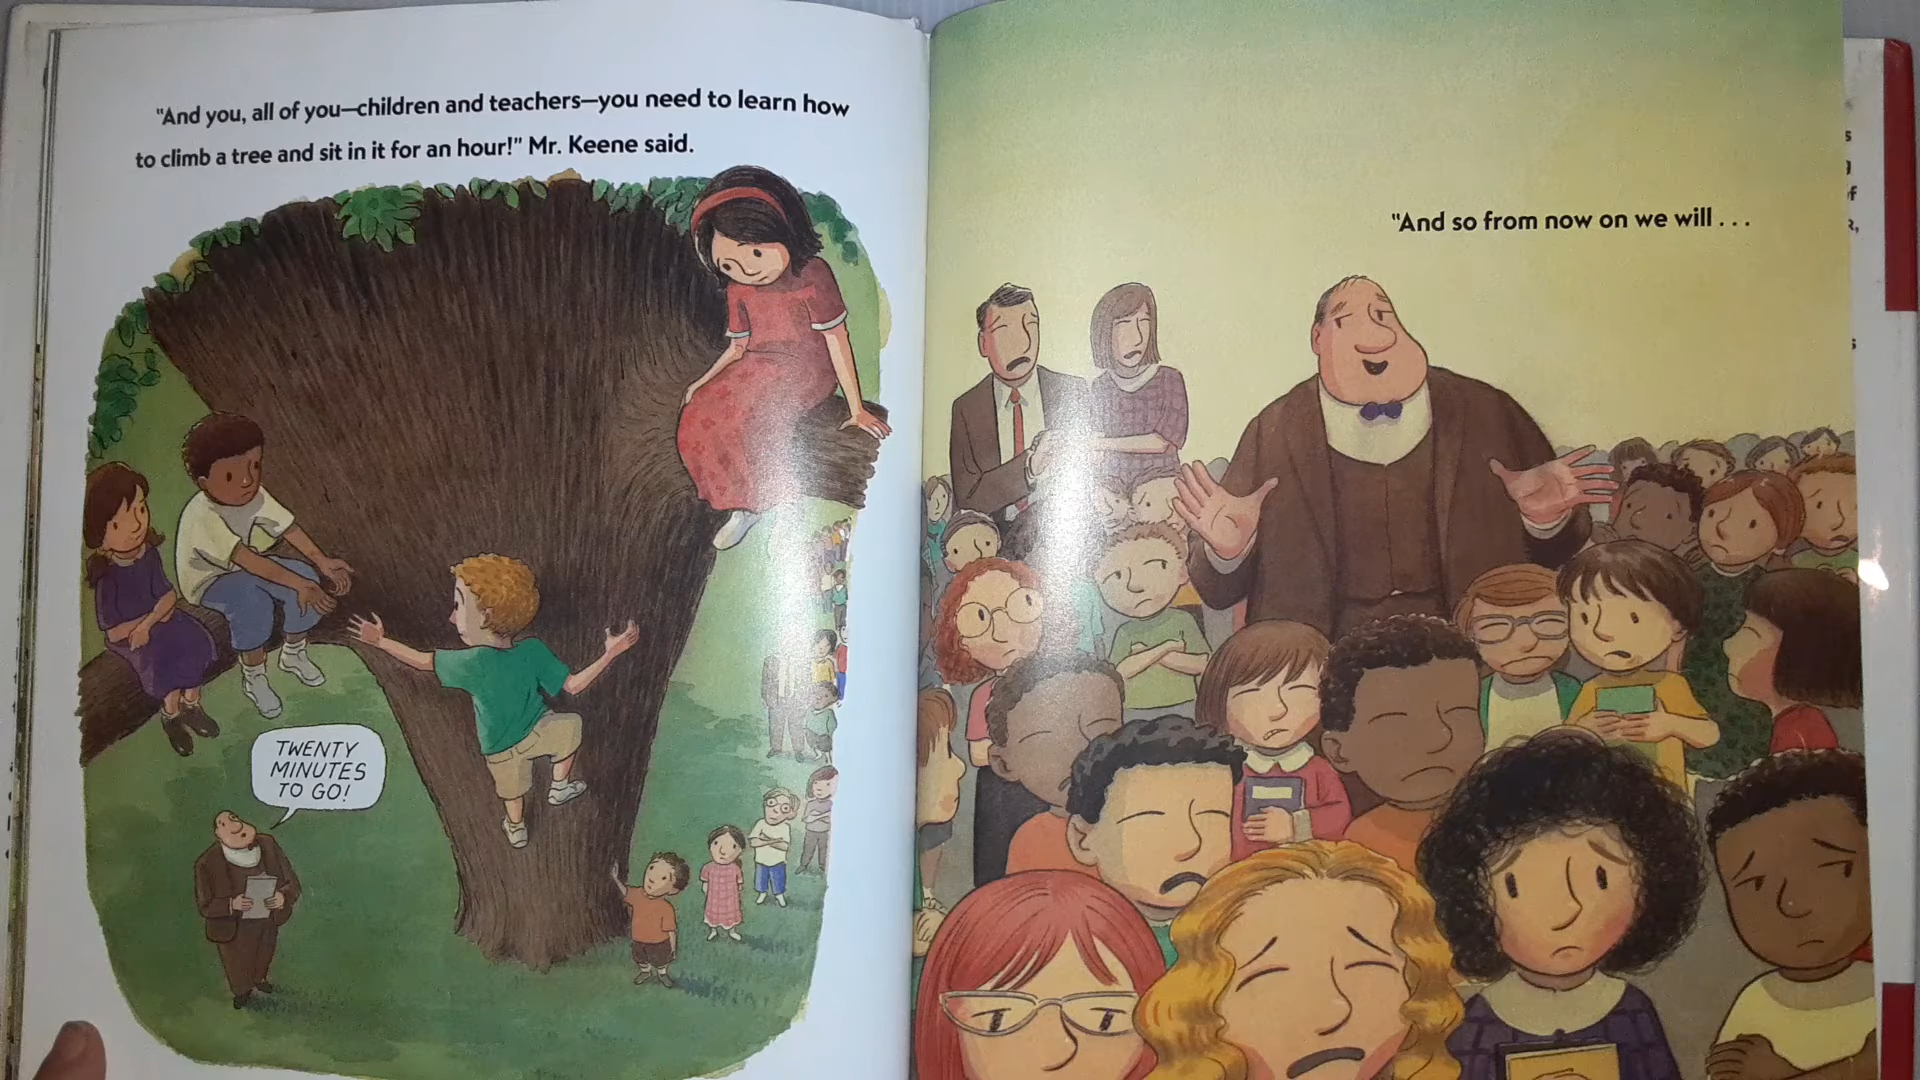 "And you, all of you—children and teachers—you need to learn how
to climb a tree and sit in it for an hour!" Mr. Keene said.
TWENTY
MINUTES
TO GO!
"And so from now on we will . . .